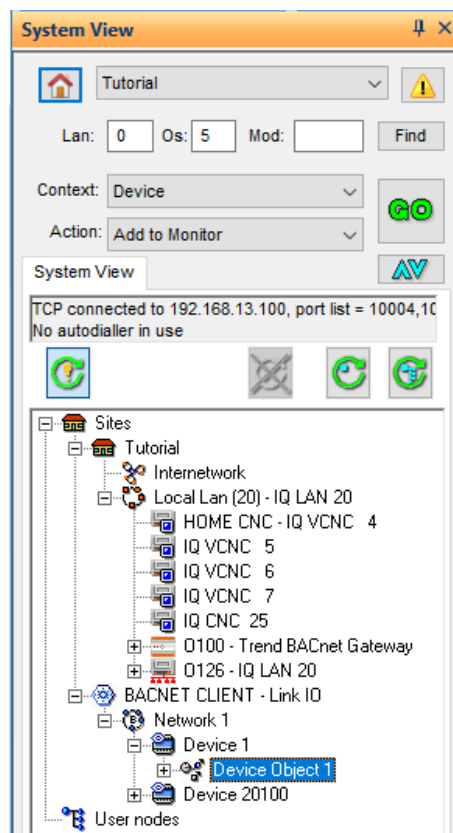 System View
Tutorial
Lan: 0 Os: 5 Mod: Find
Context: Device
GO
Action: Add to Monitor
System View
AV
TCP connected to 192.168.13.100, port list = 10004,10
No autodialler in use
Sites
Tutorial
Internetwork
Local Lan (20) - IQ LAN 20
HOME CNC - IQ VCNC 4
IQ VCNC 5
IQ VCNC 6
IQ VCNC 7
IQ CNC 25
O100 - Trend BACnet Gateway
O126 - IQ LAN 20
BACNET CLIENT - Link IO
Network 1
Device 1
Device Object 1
Device 20100
User nodes